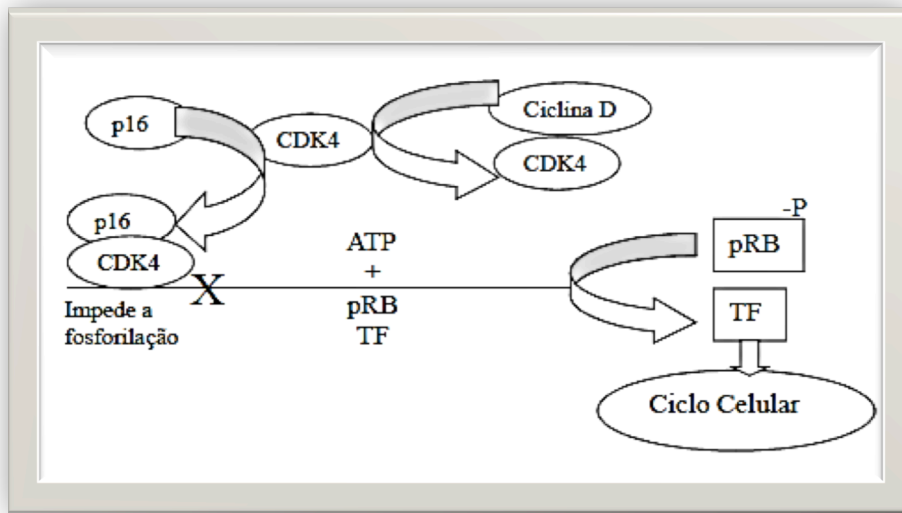 p16
CDK4
Ciclina D
CDK4
p16
CDK4
-P
pRB
ATP
+
pRB
TF
X
Impede a
fosforilação
TF
Ciclo Celular